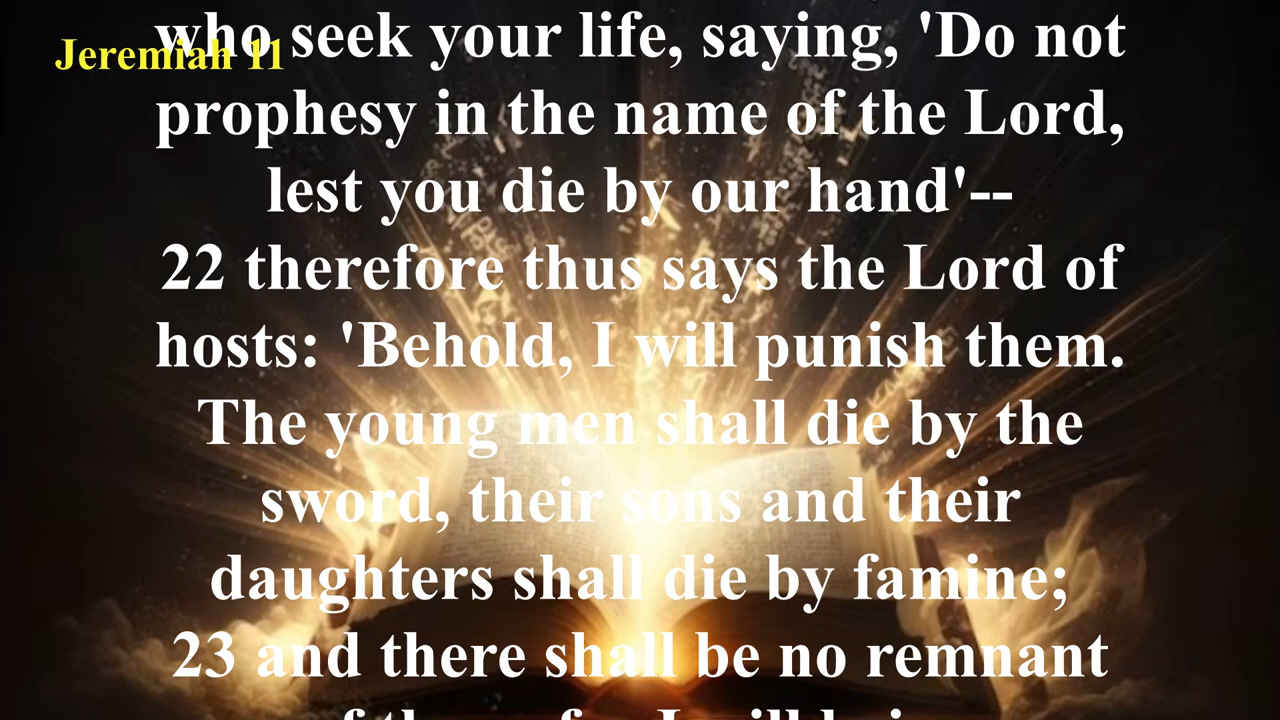 Jeremiah 11
who seek your life, saying, 'Do not
prophesy in the name of the Lord,
lest you die by our hand'--
22 therefore thus says the Lord of
hosts: 'Behold, I will punish them.
The young men shall die by the
sword, their sons and their
daughters shall die by famine;
23 and there shall be no remnant